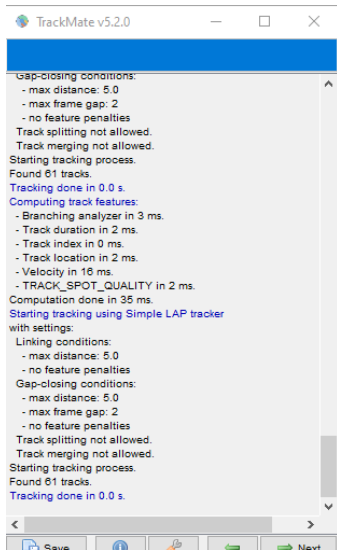 TrackMate v5.2.0
Gap-closing conditions:
- max distance: 5.0
- max frame gap: 2
- no feature penalties
Track splitting not allowed.
Track merging not allowed.
Starting tracking process.
Found 61 tracks.
Tracking done in 0.0 s.
Computing track features:
- Branching analyzer in 3 ms.
- Track duration in 2 ms.
- Track index in 0 ms.
- Track location in 2 ms.
- Velocity in 16 ms.
- TRACK_SPOT_QUALITY in 2 ms.
Computation done in 35 ms.
Starting tracking using Simple LAP tracker
with settings:
Linking conditions:
- max distance: 5.0
- no feature penalties
Gap-closing conditions:
- max distance: 5.0
- max frame gap: 2
- no feature penalties
Track splitting not allowed.
Track merging not allowed.
Starting tracking process.
Found 61 tracks.
Tracking done in 0.0 s.
Save Next